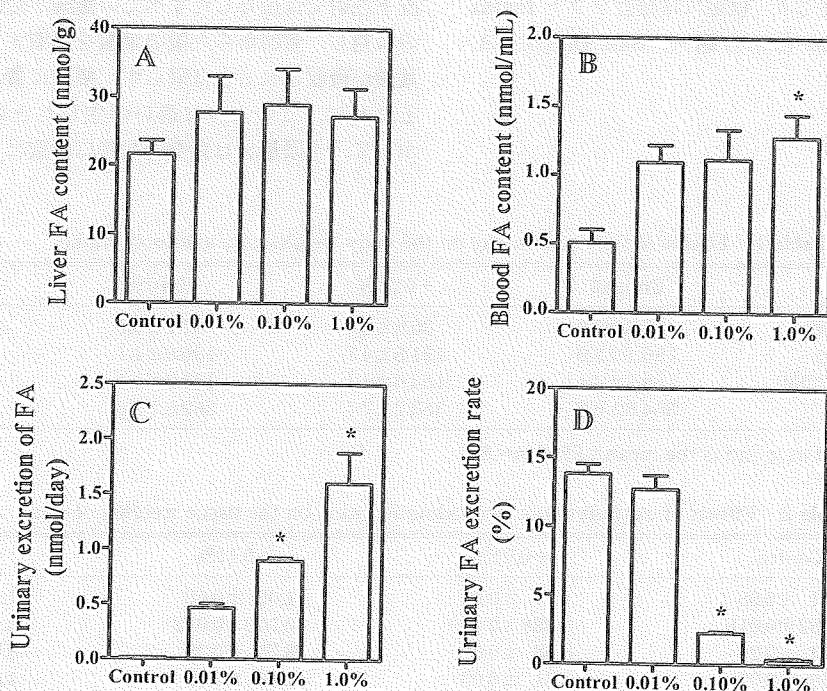 A
Liver FA content (nmol/g)
40
30
20
10
0
Control 0.01% 0.10% 1.0%
B
Blood FA content (nmol/mL)
2.0
1.5
1.0
0.5
0.0
*
Control 0.01% 0.10% 1.0%
C
Urinary excretion of FA
(nmol/day)
2.5
2.0
1.5
1.0
0.5
0.0
*
*
Control 0.01% 0.10% 1.0%
D
Urinary FA excretion rate
(%)
20
15
10
5
0
*
*
Control 0.01% 0.10% 1.0%